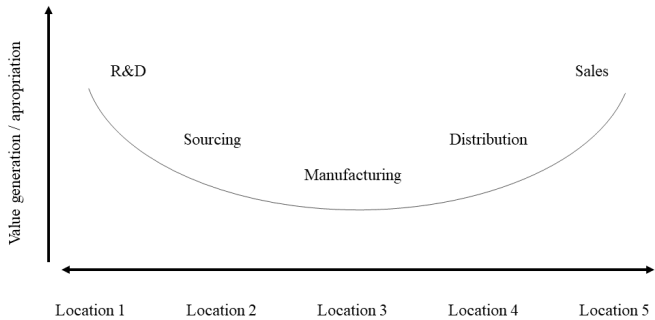 Value generation / apropriation
R&D
Sales
Sourcing
Distribution
Manufacturing
Location 1
Location 2
Location 3
Location 4
Location 5